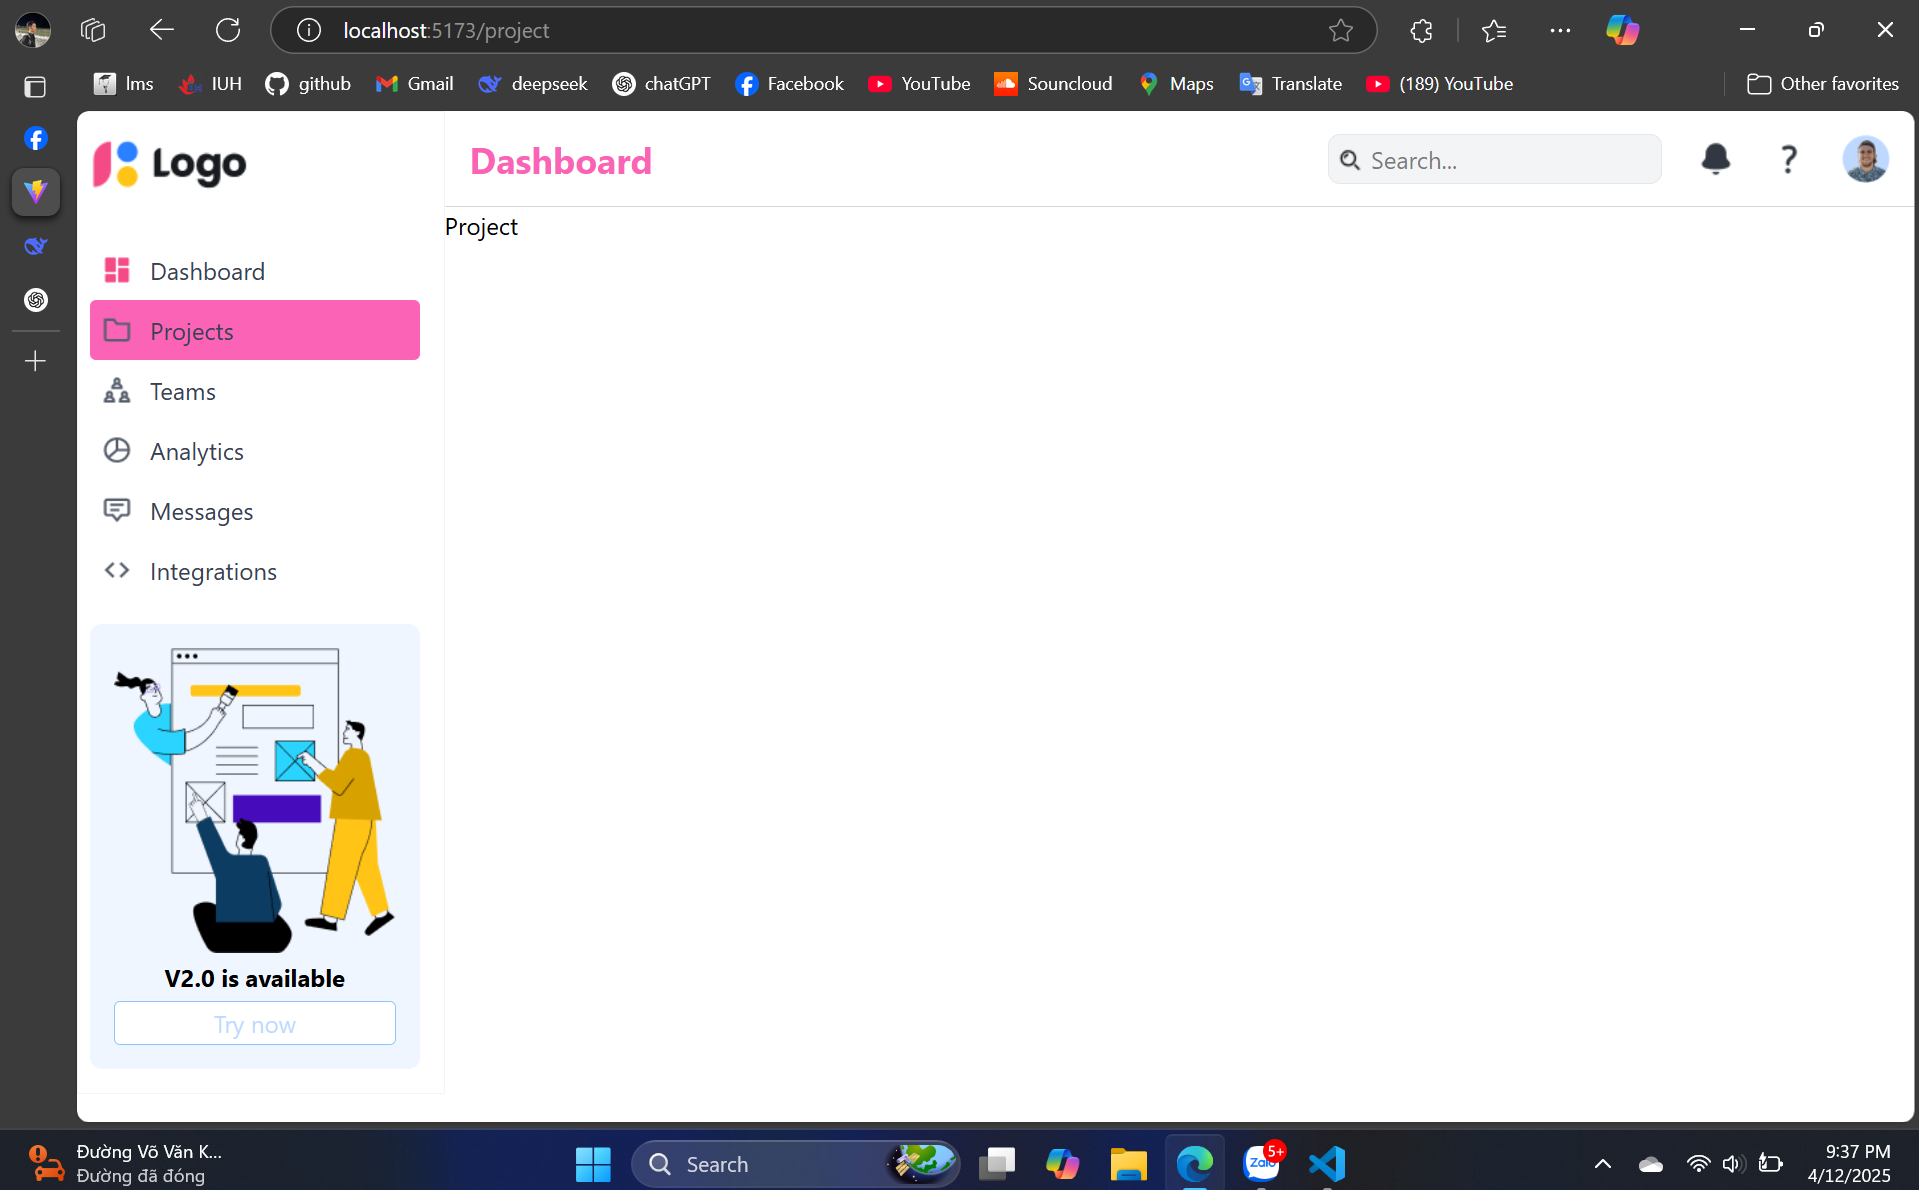 localhost:5173/project
lms
IUH
github
Gmail
deepseek
chatGPT
Facebook
YouTube
Souncloud
Maps
Translate
(189) YouTube
Other favorites
Logo
Dashboard
Search...
?
Project
Dashboard
Projects
Teams
Analytics
Messages
Integrations
V2.0 is available
Try now
Đường Võ Văn K...
Đường đã đóng
Search
Zalo
5+
9:37 PM
4/12/2025